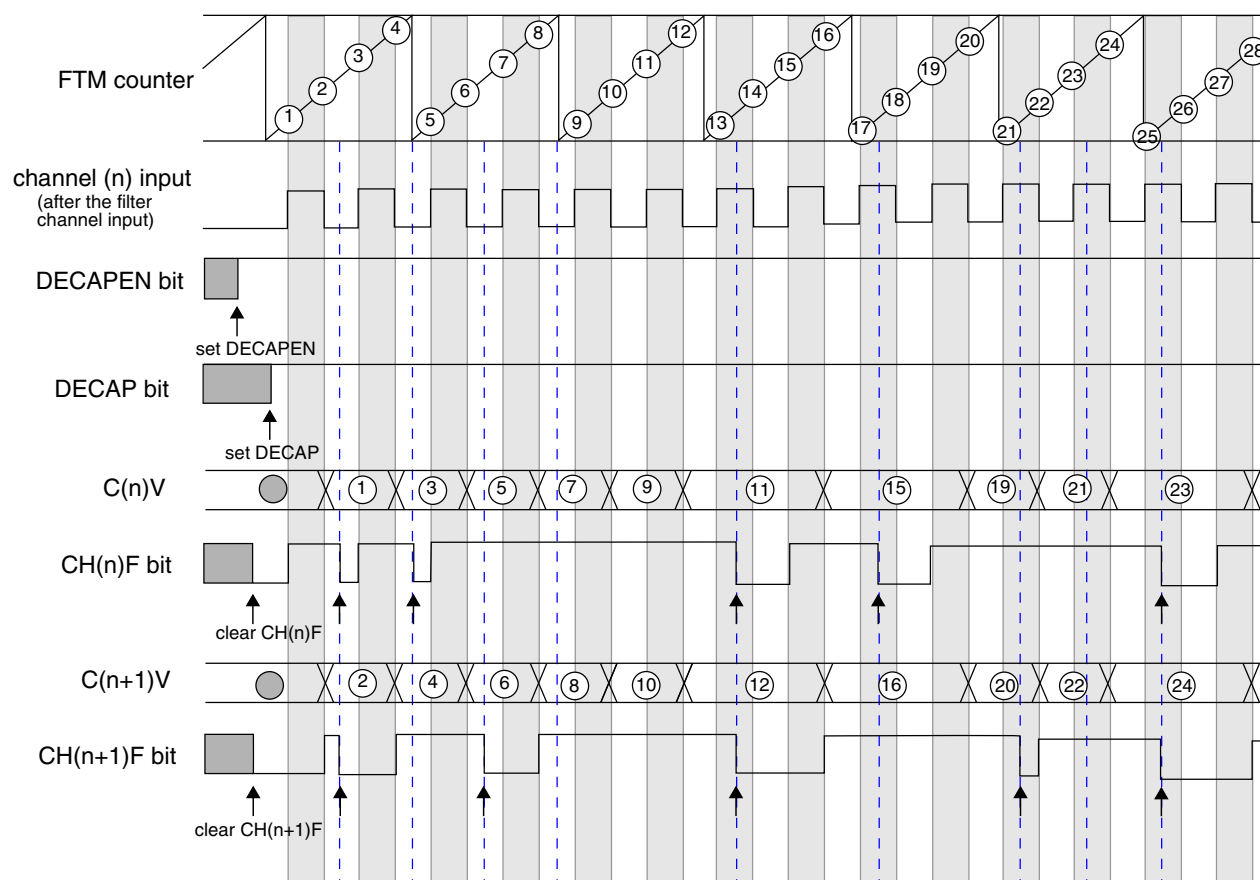 FTM counter
1 2 3 4 5 6 7 8 9 10 11 12 13 14 15 16 17 18 19 20 21 22 23 24 25 26 27 28
channel (n) input
(after the filter
channel input)
DECAPEN bit
set DECAPEN
DECAP bit
set DECAP
C(n)V
1 3 5 7 9 11 15 19 21 23
CH(n)F bit
clear CH(n)F
C(n+1)V
2 4 6 8 10 12 16 20 22 24
CH(n+1)F bit
clear CH(n+1)F